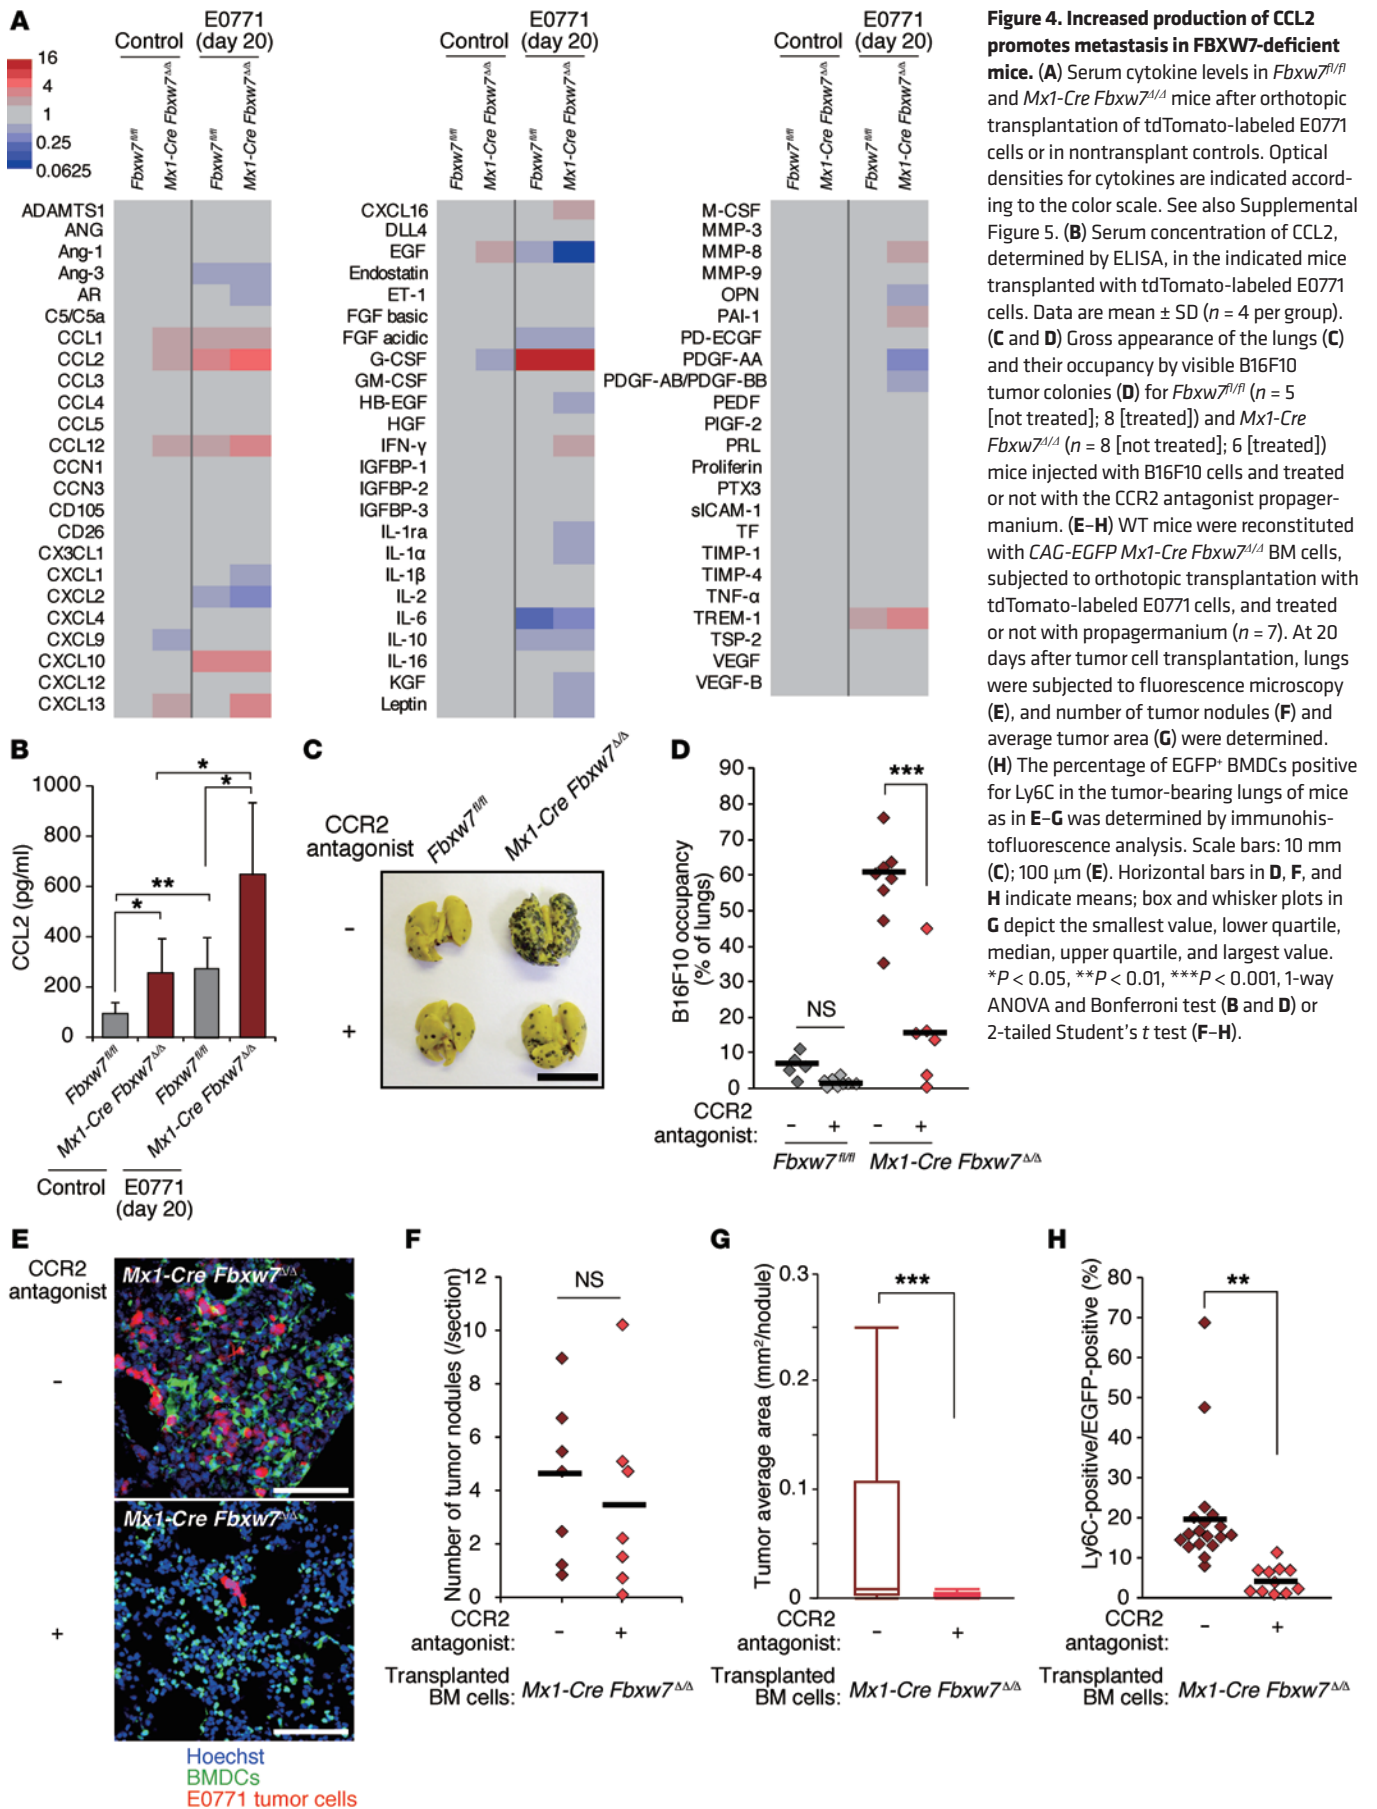 A
Control
E0771
(day 20)
Fbxw7fl/fl
Mx1-Cre Fbxw7Δ/Δ
Fbxw7fl/fl
Mx1-Cre Fbxw7Δ/Δ
16
4
1
0.25
0.0625
ADAMTS1
ANG
Ang-1
Ang-3
AR
C5/C5a
CCL1
CCL2
CCL3
CCL4
CCL5
CCL12
CCN1
CCN3
CD105
CD26
CX3CL1
CXCL1
CXCL2
CXCL4
CXCL9
CXCL10
CXCL12
CXCL13
Control
E0771
(day 20)
Fbxw7fl/fl
Mx1-Cre Fbxw7Δ/Δ
Fbxw7fl/fl
Mx1-Cre Fbxw7Δ/Δ
CXCL16
DLL4
EGF
Endostatin
ET-1
FGF basic
FGF acidic
G-CSF
GM-CSF
HB-EGF
HGF
IFN-γ
IGFBP-1
IGFBP-2
IGFBP-3
IL-1ra
IL-1α
IL-1β
IL-2
IL-6
IL-10
IL-16
KGF
Leptin
Control
E0771
(day 20)
Fbxw7fl/fl
Mx1-Cre Fbxw7Δ/Δ
Fbxw7fl/fl
Mx1-Cre Fbxw7Δ/Δ
M-CSF
MMP-3
MMP-8
MMP-9
OPN
PAI-1
PD-ECGF
PDGF-AA
PDGF-AB/PDGF-BB
PEDF
PIGF-2
PRL
Proliferin
PTX3
sICAM-1
TF
TIMP-1
TIMP-4
TNF-α
TREM-1
TSP-2
VEGF
VEGF-B
Figure 4. Increased production of CCL2
promotes metastasis in FBXW7-deficient
mice. (A) Serum cytokine levels in Fbxw7fl/fl
and Mx1-Cre Fbxw7Δ/Δ mice after orthotopic
transplantation of tdTomato-labeled E0771
cells or in nontransplant controls. Optical
densities for cytokines are indicated accord-
ing to the color scale. See also Supplemental
Figure 5. (B) Serum concentration of CCL2,
determined by ELISA, in the indicated mice
transplanted with tdTomato-labeled E0771
cells. Data are mean ± SD (n = 4 per group).
(C and D) Gross appearance of the lungs (C)
and their occupancy by visible B16F10
tumor colonies (D) for Fbxw7fl/fl (n = 5
[not treated]; 8 [treated]) and Mx1-Cre
Fbxw7Δ/Δ (n = 8 [not treated]; 6 [treated])
mice injected with B16F10 cells and treated
or not with the CCR2 antagonist propager-
manium. (E–H) WT mice were reconstituted
with CAG-EGFP Mx1-Cre Fbxw7Δ/Δ BM cells,
subjected to orthotopic transplantation with
tdTomato-labeled E0771 cells, and treated
or not with propagermanium (n = 7). At 20
days after tumor cell transplantation, lungs
were subjected to fluorescence microscopy
(E), and number of tumor nodules (F) and
average tumor area (G) were determined.
(H) The percentage of EGFP+ BMDCs positive
for Ly6C in the tumor-bearing lungs of mice
as in E–G was determined by immunohis-
tofluorescence analysis. Scale bars: 10 mm
(C); 100 μm (E). Horizontal bars in D, F, and
H indicate means; box and whisker plots in
G depict the smallest value, lower quartile,
median, upper quartile, and largest value.
*P < 0.05, **P < 0.01, ***P < 0.001, 1-way
ANOVA and Bonferroni test (B and D) or
2-tailed Student's t test (F–H).
B
CCL2 (pg/ml)
1000
800
600
400
200
0
*
**
*
*
Fbxw7fl/fl
Mx1-Cre Fbxw7Δ/Δ
Fbxw7fl/fl
Mx1-Cre Fbxw7Δ/Δ
Control
E0771
(day 20)
C
CCR2
antagonist
Fbxw7fl/fl
Mx1-Cre Fbxw7Δ/Δ
–
+
D
B16F10 occupancy
(% of lungs)
90
80
70
60
50
40
30
20
10
0
NS
***
CCR2
antagonist:
– + – +
Fbxw7fl/fl
Mx1-Cre Fbxw7Δ/Δ
E
CCR2
antagonist
–
Mx1-Cre Fbxw7Δ/Δ
+
Mx1-Cre Fbxw7Δ/Δ
Hoechst
BMDCs
E0771 tumor cells
F
Number of tumor nodules (/section)
12
10
8
6
4
2
0
NS
CCR2
antagonist:
– +
Transplanted
BM cells: Mx1-Cre Fbxw7Δ/Δ
G
Tumor average area (mm2/nodule)
0.3
0.2
0.1
0
***
CCR2
antagonist:
– +
Transplanted
BM cells: Mx1-Cre Fbxw7Δ/Δ
H
Ly6C-positive/EGFP-positive (%)
80
70
60
50
40
30
20
10
0
**
CCR2
antagonist:
– +
Transplanted
BM cells: Mx1-Cre Fbxw7Δ/Δ